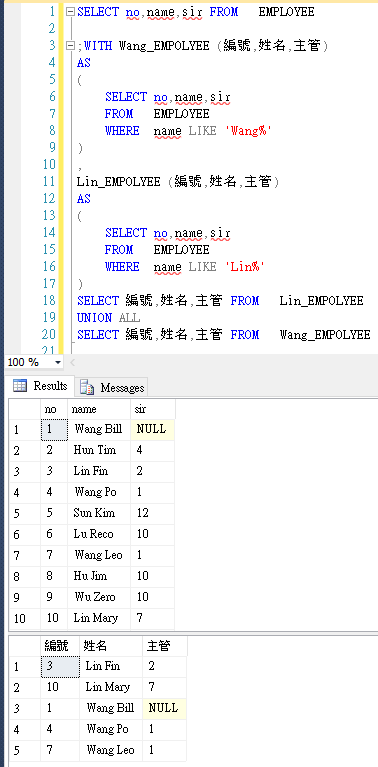 1 SELECT no,name,sir FROM EMPLOYEE
2
3 ;WITH Wang_EMPOLYEE (編號,姓名,主管)
4 AS
5 (
6 SELECT no,name,sir
7 FROM EMPLOYEE
8 WHERE name LIKE 'Wang%'
9 )
10 ,
11 Lin_EMPOLYEE (編號,姓名,主管)
12 AS
13 (
14 SELECT no,name,sir
15 FROM EMPLOYEE
16 WHERE name LIKE 'Lin%'
17 )
18 SELECT 編號,姓名,主管 FROM Lin_EMPOLYEE
19 UNION ALL
20 SELECT 編號,姓名,主管 FROM Wang_EMPOLYEE
21
100 %
Results Messages
no name sir
1 1 Wang Bill NULL
2 2 Hun Tim 4
3 3 Lin Fin 2
4 4 Wang Po 1
5 5 Sun Kim 12
6 6 Lu Reco 10
7 7 Wang Leo 1
8 8 Hu Jim 10
9 9 Wu Zero 10
10 10 Lin Mary 7
編號 姓名 主管
1 3 Lin Fin 2
2 10 Lin Mary 7
3 1 Wang Bill NULL
4 4 Wang Po 1
5 7 Wang Leo 1